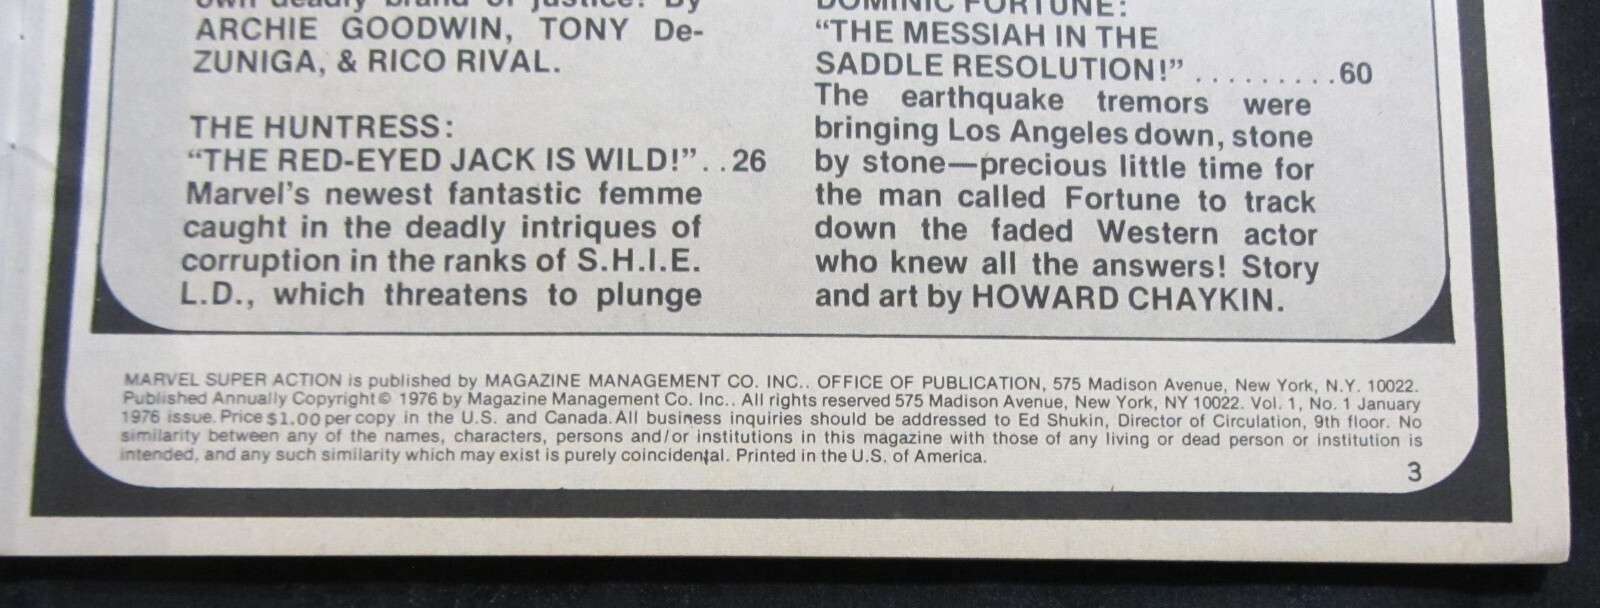 own deadly brand of justice! By
ARCHIE GOODWIN, TONY De-
ZUNIGA, & RICO RIVAL.
THE HUNTRESS:
“THE RED-EYED JACK IS WILD!”. . 26
Marvel's newest fantastic femme
caught in the deadly intriques of
corruption in the ranks of S.H.I.E.
L.D., which threatens to plunge
DOMINIC FORTUNE:
“THE MESSIAH IN THE
SADDLE RESOLUTION!” . . . . . . . . . 60
The earthquake tremors were
bringing Los Angeles down, stone
by stone—precious little time for
the man called Fortune to track
down the faded Western actor
who knew all the answers! Story
and art by HOWARD CHAYKIN.
MARVEL SUPER ACTION is published by MAGAZINE MANAGEMENT CO. INC.. OFFICE OF PUBLICATION, 575 Madison Avenue, New York, N.Y. 10022.
Published Annually Copyright © 1976 by Magazine Management Co. Inc.. All rights reserved 575 Madison Avenue, New York, NY 10022. Vol. 1, No. 1 January
1976 issue. Price $1.00 per copy in the U.S. and Canada. All business inquiries should be addressed to Ed Shukin, Director of Circulation, 9th floor. No
similarity between any of the names, characters, persons and/or institutions in this magazine with those of any living or dead person or institution is
intended, and any such similarity which may exist is purely coincidental. Printed in the U.S. of America.
3